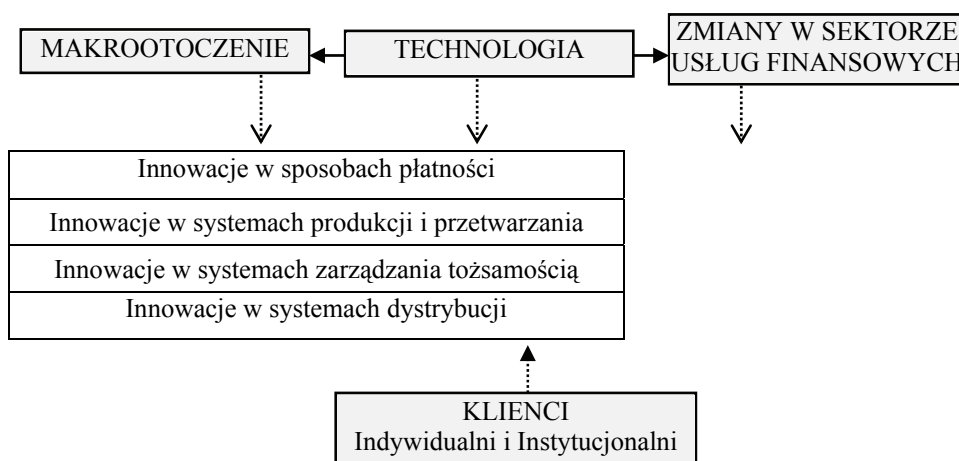 MAKROOTOCZENIE
TECHNOLOGIA
ZMIANY W SEKTORZE
USŁUG FINANSOWYCH
Innowacje w sposobach płatności
Innowacje w systemach produkcji i przetwarzania
Innowacje w systemach zarządzania tożsamością
Innowacje w systemach dystrybucji
KLIENCI
Indywidualni i Instytucjonalni